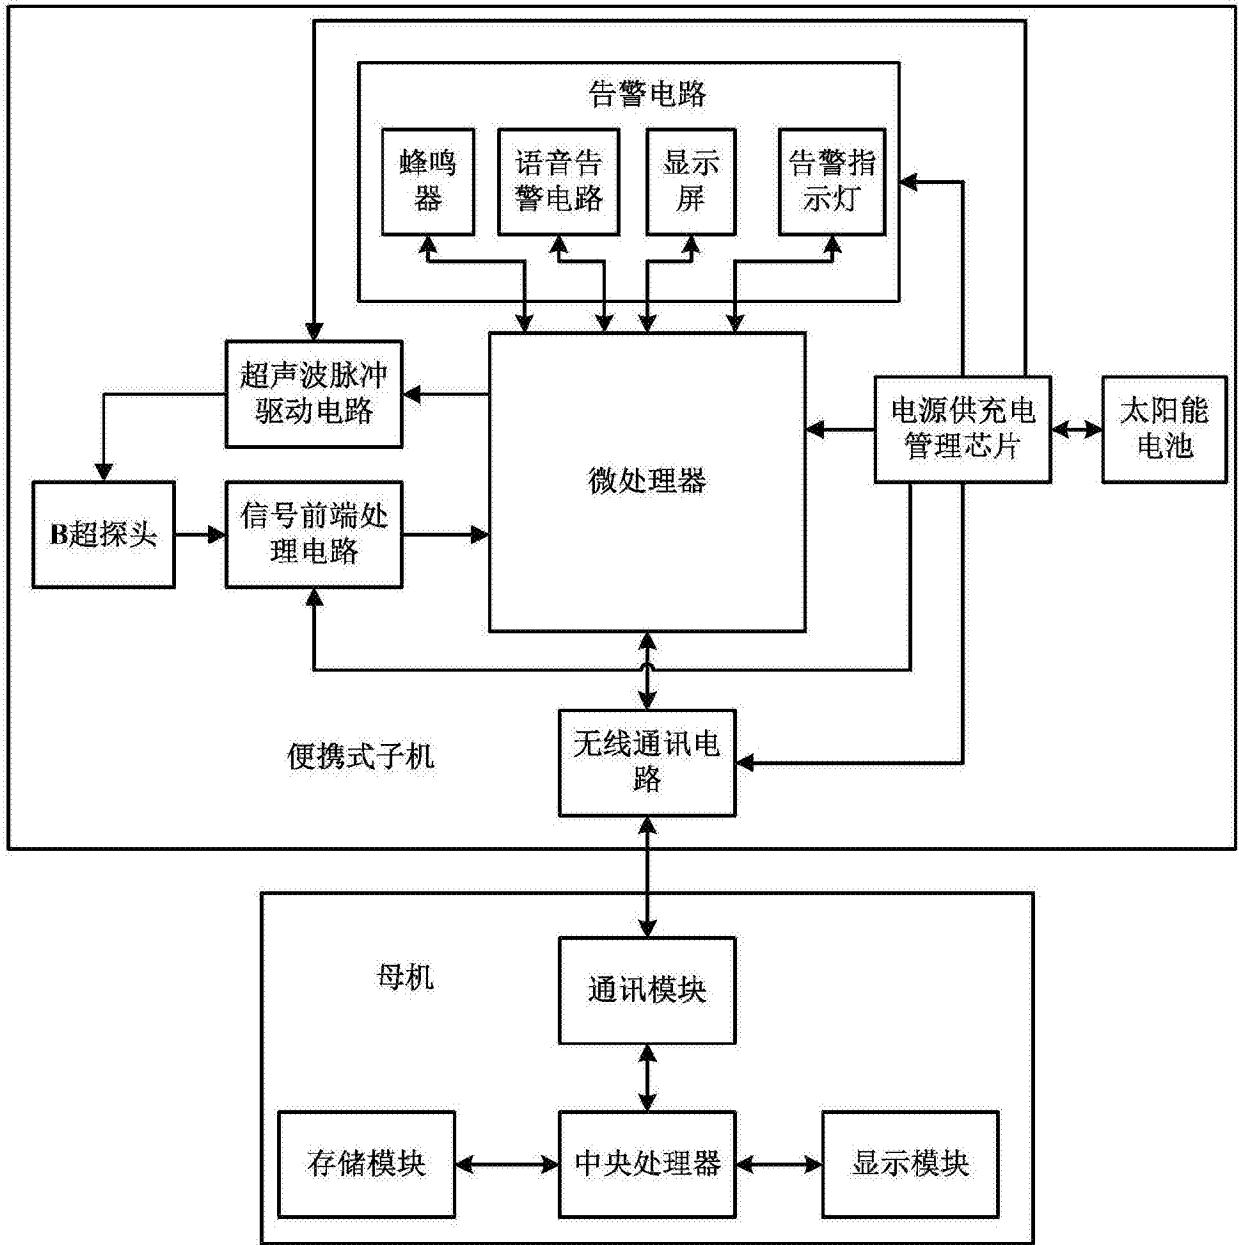 告警电路
蜂鸣
器
语音告
警电路
显示
屏
告警指
示灯
超声波脉冲
驱动电路
电源供充电
管理芯片
太阳能
电池
微处理器
B超探头
信号前端处
理电路
便携式子机
无线通讯电
路
母机
通讯模块
存储模块
中央处理器
显示模块